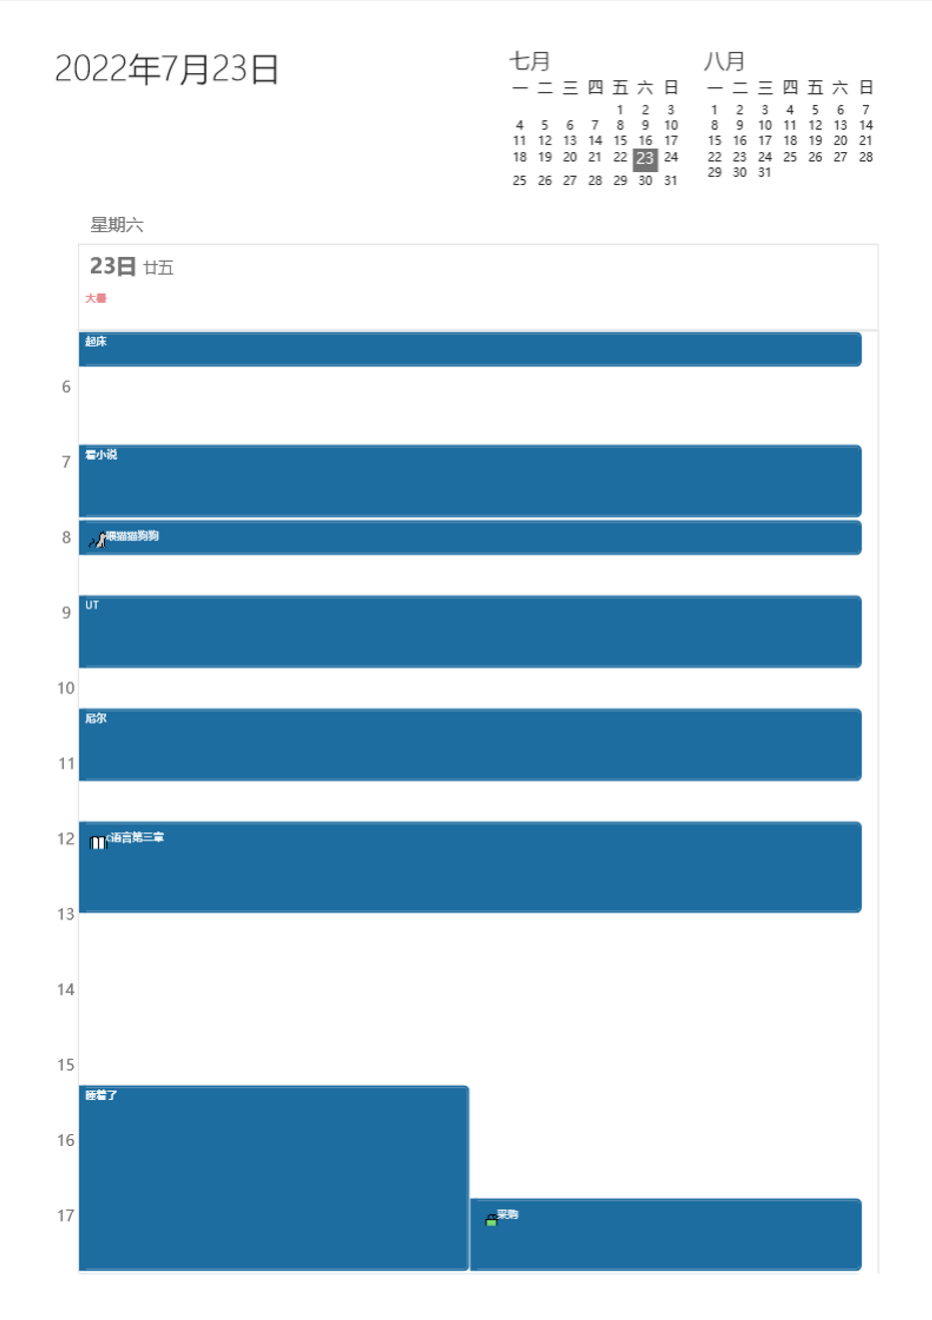 2022年7月23日
七月
一 二 三 四 五 六 日
1 2 3
4 5 6 7 8 9 10
11 12 13 14 15 16 17
18 19 20 21 22 23 24
25 26 27 28 29 30 31
八月
一 二 三 四 五 六 日
1 2 3 4 5 6 7
8 9 10 11 12 13 14
15 16 17 18 19 20 21
22 23 24 25 26 27 28
29 30 31
星期六
23日 廿五
大暑
起床
6
7 看小说
8 喂猫猫狗狗
9 UT
10
尼尔
11
12 c语言第三章
13
14
15
睡着了
16
17 采购